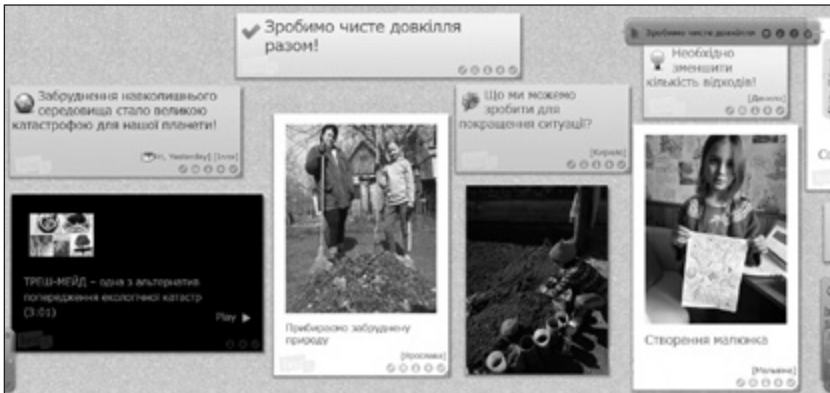 Зробимо чисте довкілля
разом!
Зробимо чисте довкілля
Необхідно
зменшити
кількість відходів!
[Данило]
Забруднення навколишнього
середовища стало великою
катастрофою для нашої планети!
Yesterday] [Ілля]
Що ми можемо
зробити для
покращення ситуації?
[Кирило]
ТРЕШ-МЕЙД – одна з альтернатив
попередження екологічної катастр
(3:01)
Play
Прибираємо забруднену
природу
[Ярослава]
Створення малюнка